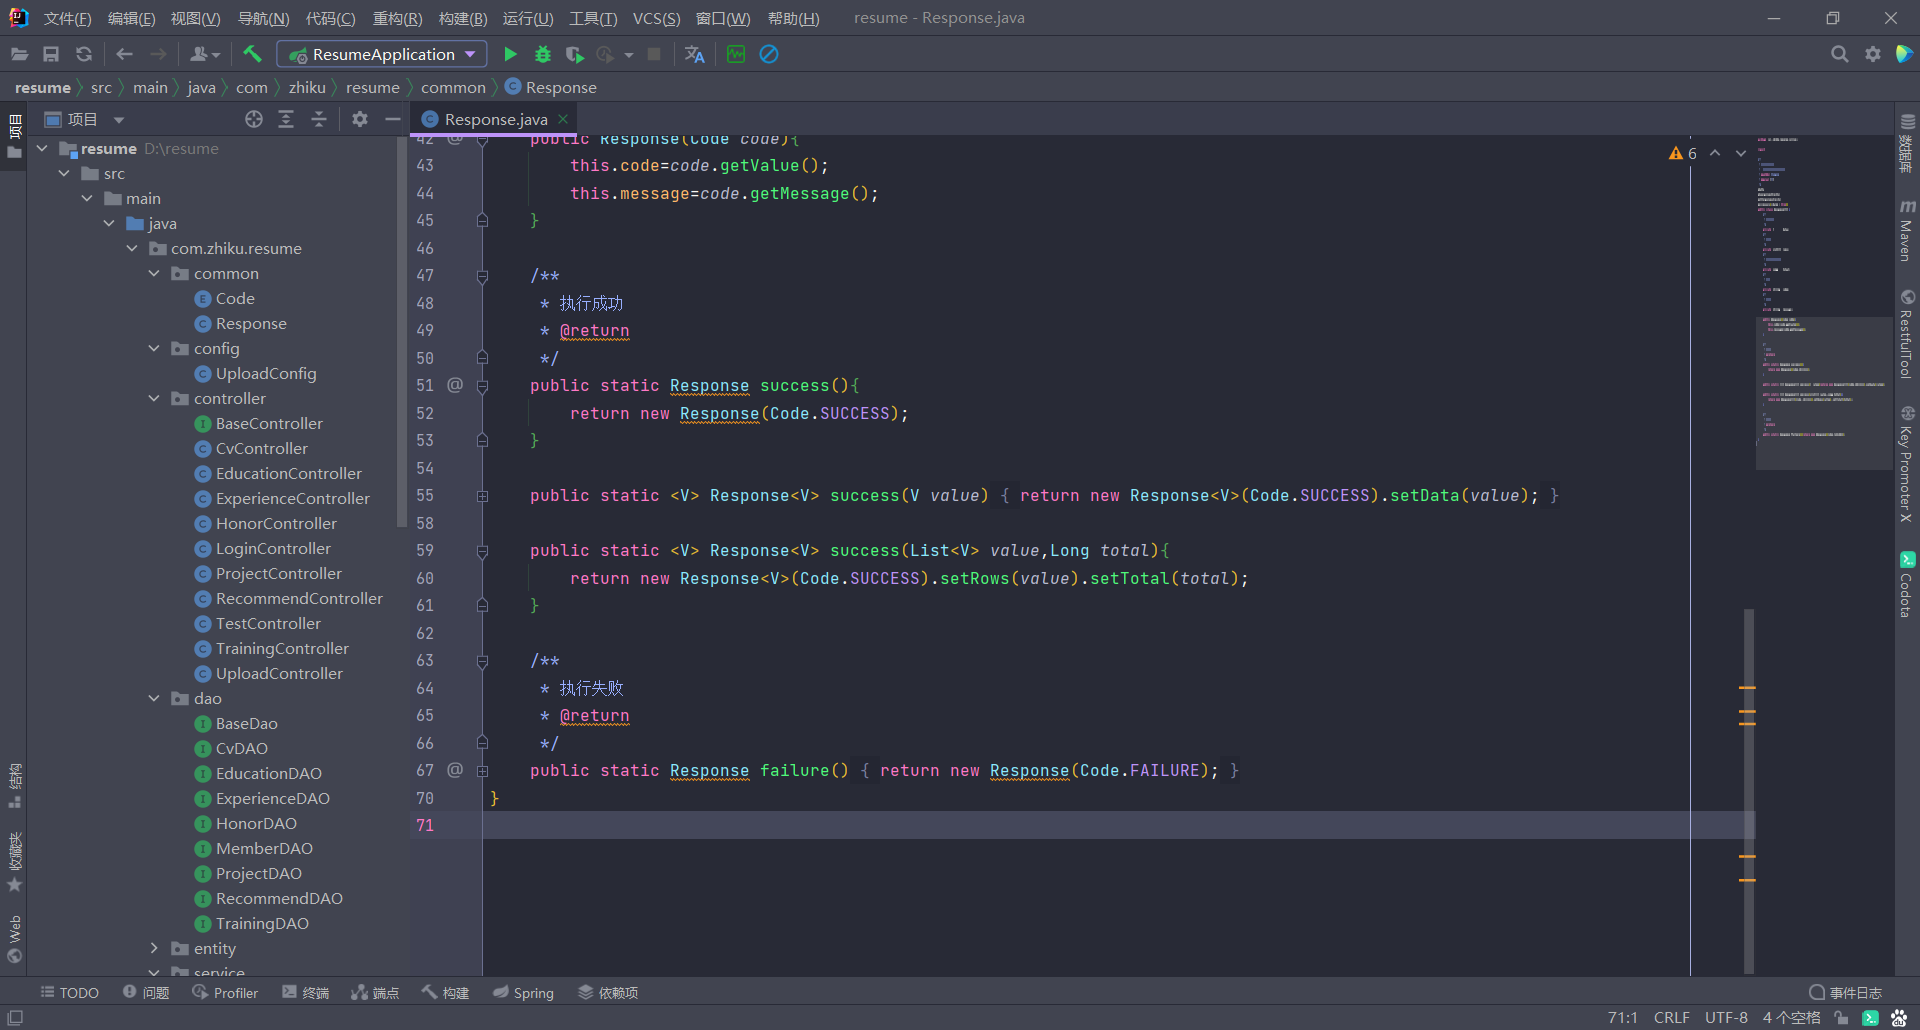 文件(F) 编辑(E) 视图(V) 导航(N) 代码(C) 重构(R) 构建(B) 运行(U) 工具(T) VCS(S) 窗口(W) 帮助(H) resume - Response.java
ResumeApplication
resume src main java com zhiku resume common Response
项目
Response.java
resume D:\resume
src
main
java
com.zhiku.resume
common
Code
Response
config
UploadConfig
controller
BaseController
CvController
EducationController
ExperienceController
HonorController
LoginController
ProjectController
RecommendController
TestController
TrainingController
UploadController
dao
BaseDao
CvDAO
EducationDAO
ExperienceDAO
HonorDAO
MemberDAO
ProjectDAO
RecommendDAO
TrainingDAO
entity
service
项目
结构
收藏夹
Web
42 @ public Response(Code code){
43 this.code=code.getValue();
44 this.message=code.getMessage();
45 }
46
47 /**
48 * 执行成功
49 * @return
50 */
51 @ public static Response success(){
52 return new Response(Code.SUCCESS);
53 }
54
55 public static <V> Response<V> success(V value) { return new Response<V>(Code.SUCCESS).setData(value); }
58
59 public static <V> Response<V> success(List<V> value,Long total){
60 return new Response<V>(Code.SUCCESS).setRows(value).setTotal(total);
61 }
62
63 /**
64 * 执行失败
65 * @return
66 */
67 @ public static Response failure() { return new Response(Code.FAILURE); }
70 }
71
6
数据库
Maven
RestfulTool
Key Promoter X
Codota
TODO 问题 Profiler 终端 端点 构建 Spring 依赖项 事件日志
71:1 CRLF UTF-8 4 个空格